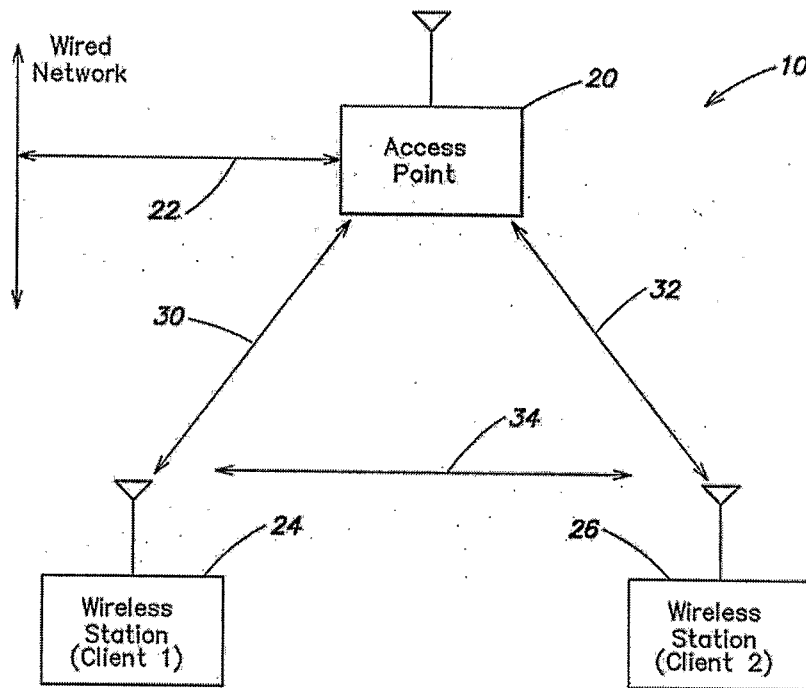 Wired
Network
20
10
Access
Point
22
30
32
34
24
26
Wireless
Station
(Client 1)
Wireless
Station
(Client 2)